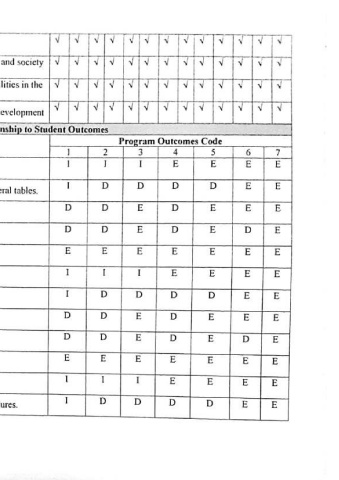 √ √ √ √ √ √ √ √ √ √ √ √ √
and society √ √ √ √ √ √ √ √ √ √ √ √ √
lities in the √ √ √ √ √ √ √ √ √ √ √ √ √
evelopment √ √ √ √ √ √ √ √ √ √ √ √ √
nship to Student Outcomes
Program Outcomes Code
1 2 3 4 5 6 7
I I I E E E E
eral tables. I D D D D E E
D D E D E E E
D D E D E D E
E E E E E E E
I I I E E E E
I D D D D E E
D D E D E E E
D D E D E D E
E E E E E E E
I I I E E E E
ures. I D D D D E E